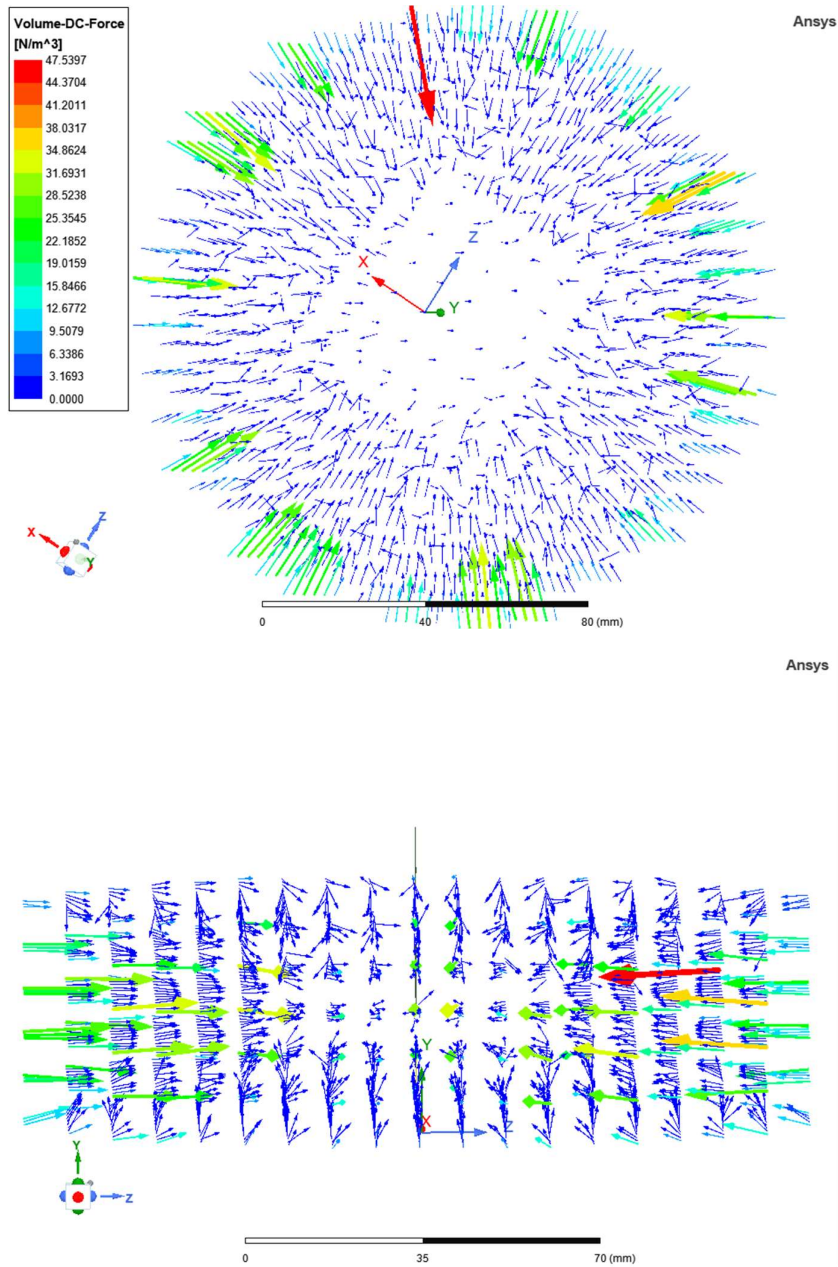 Volume-DC-Force
[N/m^3]
47.5397
44.3704
41.2011
38.0317
34.8624
31.6931
28.5238
25.3545
22.1852
19.0159
15.8466
12.6772
9.5079
6.3386
3.1693
0.0000
Ansys
Z
X
Y
X
Z
Y
0 40 80 (mm)
Ansys
Y
X
Z
Y
Z
0 35 70 (mm)